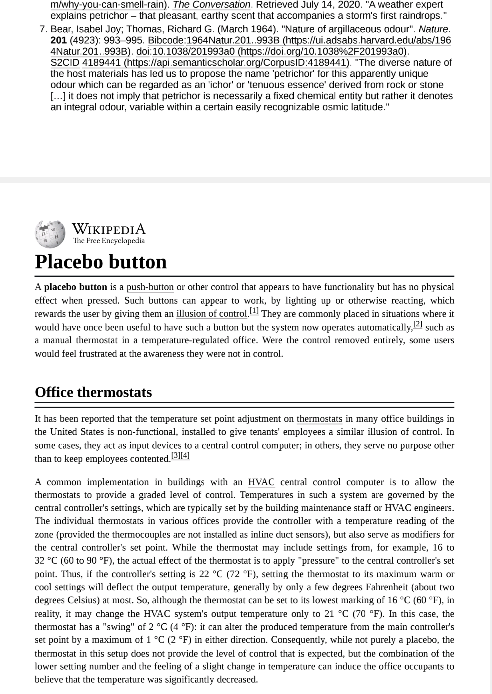 m/why-you-can-smell-rain). The Conversation. Retrieved July 14, 2020. "A weather expert
explains petrichor – that pleasant, earthy scent that accompanies a storm's first raindrops."
7. Bear, Isabel Joy; Thomas, Richard G. (March 1964). "Nature of argillaceous odour". Nature.
201 (4923): 993–995. Bibcode:1964Natur.201..993B (https://ui.adsabs.harvard.edu/abs/196
4Natur.201..993B). doi:10.1038/201993a0 (https://doi.org/10.1038%2F201993a0).
S2CID 4189441 (https://api.semanticscholar.org/CorpusID:4189441). "The diverse nature of
the host materials has led us to propose the name 'petrichor' for this apparently unique
odour which can be regarded as an 'ichor' or 'tenuous essence' derived from rock or stone
[...] it does not imply that petrichor is necessarily a fixed chemical entity but rather it denotes
an integral odour, variable within a certain easily recognizable osmic latitude."
WIKIPEDIA
The Free Encyclopedia
Placebo button
A placebo button is a push-button or other control that appears to have functionality but has no physical
effect when pressed. Such buttons can appear to work, by lighting up or otherwise reacting, which
rewards the user by giving them an illusion of control.[1] They are commonly placed in situations where it
would have once been useful to have such a button but the system now operates automatically,[2] such as
a manual thermostat in a temperature-regulated office. Were the control removed entirely, some users
would feel frustrated at the awareness they were not in control.
Office thermostats
It has been reported that the temperature set point adjustment on thermostats in many office buildings in
the United States is non-functional, installed to give tenants' employees a similar illusion of control. In
some cases, they act as input devices to a central control computer; in others, they serve no purpose other
than to keep employees contented.[3][4]
A common implementation in buildings with an HVAC central control computer is to allow the
thermostats to provide a graded level of control. Temperatures in such a system are governed by the
central controller's settings, which are typically set by the building maintenance staff or HVAC engineers.
The individual thermostats in various offices provide the controller with a temperature reading of the
zone (provided the thermocouples are not installed as inline duct sensors), but also serve as modifiers for
the central controller's set point. While the thermostat may include settings from, for example, 16 to
32 °C (60 to 90 °F), the actual effect of the thermostat is to apply "pressure" to the central controller's set
point. Thus, if the controller's setting is 22 °C (72 °F), setting the thermostat to its maximum warm or
cool settings will deflect the output temperature, generally by only a few degrees Fahrenheit (about two
degrees Celsius) at most. So, although the thermostat can be set to its lowest marking of 16 °C (60 °F), in
reality, it may change the HVAC system's output temperature only to 21 °C (70 °F). In this case, the
thermostat has a "swing" of 2 °C (4 °F): it can alter the produced temperature from the main controller's
set point by a maximum of 1 °C (2 °F) in either direction. Consequently, while not purely a placebo, the
thermostat in this setup does not provide the level of control that is expected, but the combination of the
lower setting number and the feeling of a slight change in temperature can induce the office occupants to
believe that the temperature was significantly decreased.